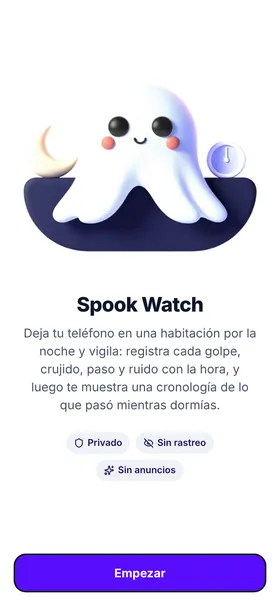 Spook Watch
Deja tu teléfono en una habitación por la
noche y vigila: registra cada golpe,
crujido, paso y ruido con la hora, y
luego te muestra una cronología de lo
que pasó mientras dormías.
Privado
Sin rastreo
Sin anuncios
Empezar